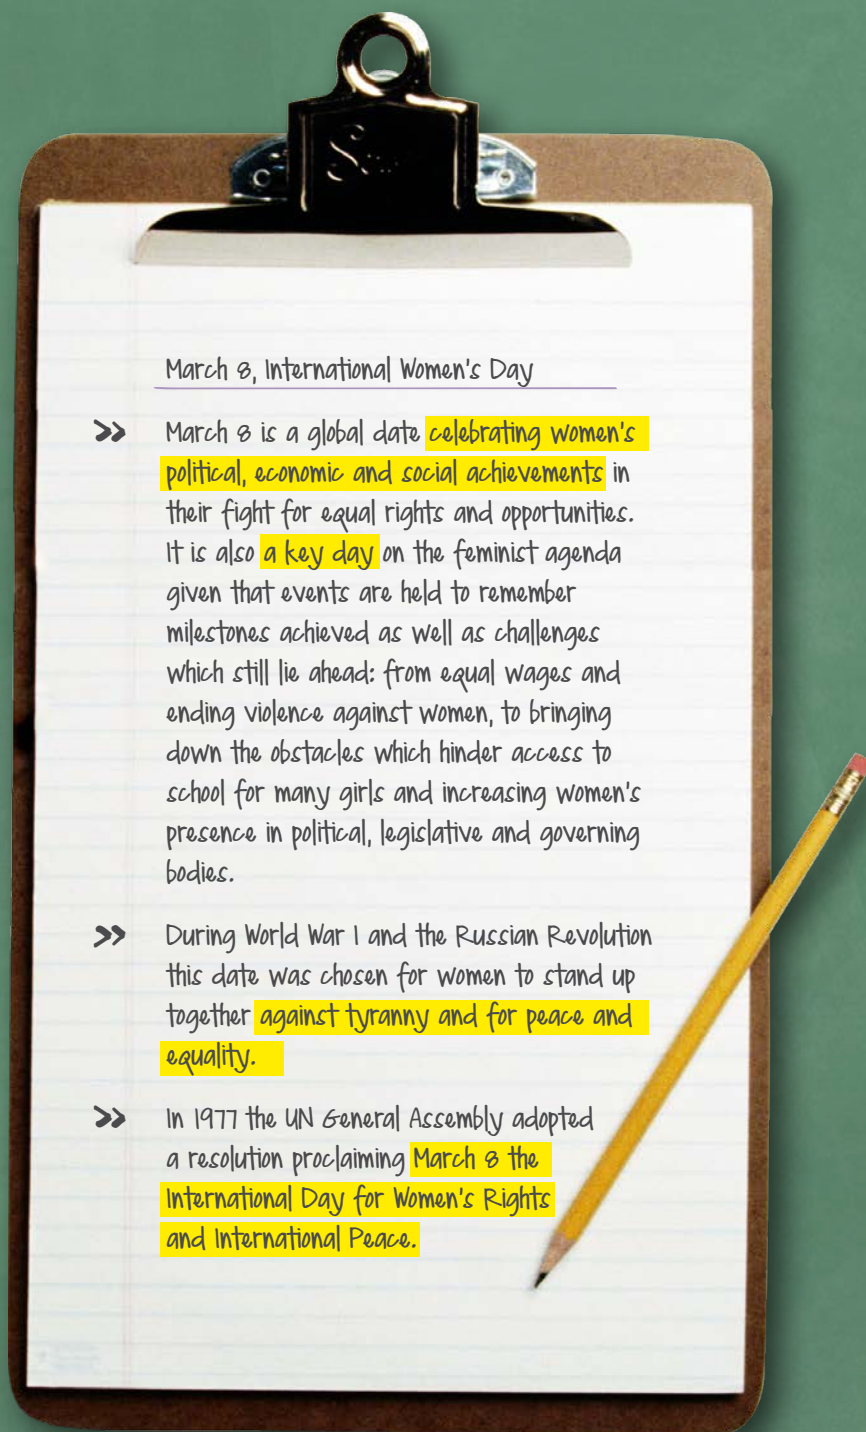 March 8, International Women's Day
>> March 8 is a global date celebrating women's
political, economic and social achievements in
their fight for equal rights and opportunities.
It is also a key day on the feminist agenda
given that events are held to remember
milestones achieved as well as challenges
which still lie ahead: from equal wages and
ending violence against women, to bringing
down the obstacles which hinder access to
school for many girls and increasing women's
presence in political, legislative and governing
bodies.
>> During World War I and the Russian Revolution
this date was chosen for women to stand up
together against tyranny and for peace and
equality.
>> In 1977 the UN General Assembly adopted
a resolution proclaiming March 8 the
International Day for Women's Rights
and International Peace.